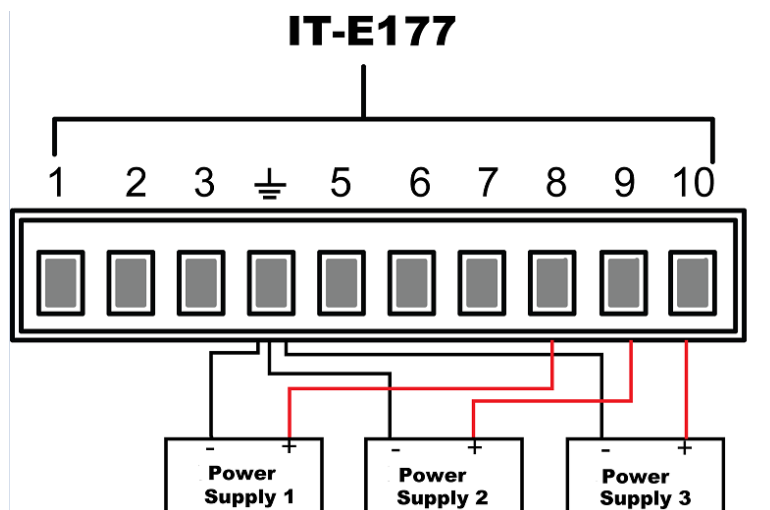 IT-E177
1 2 3 5 6 7 8 9 10
- + - + - +
Power Power Power
Supply 1 Supply 2 Supply 3